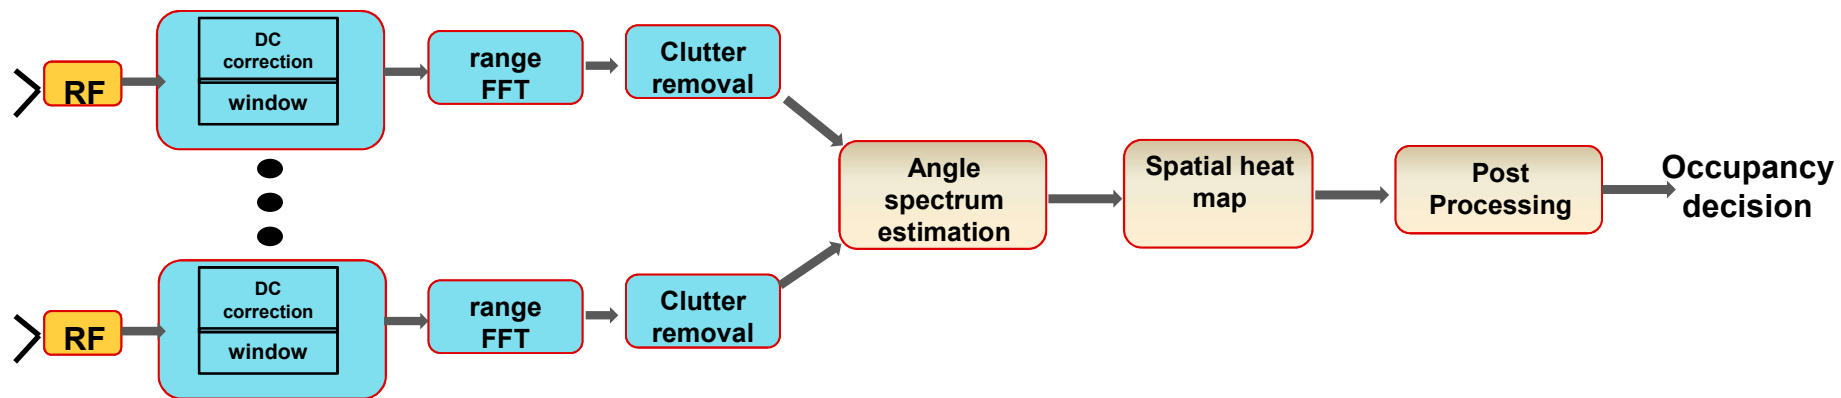 RF
DC
correction
window
range
FFT
Clutter
removal
Angle
spectrum
estimation
Spatial heat
map
Post
Processing
Occupancy
decision
RF
DC
correction
window
range
FFT
Clutter
removal